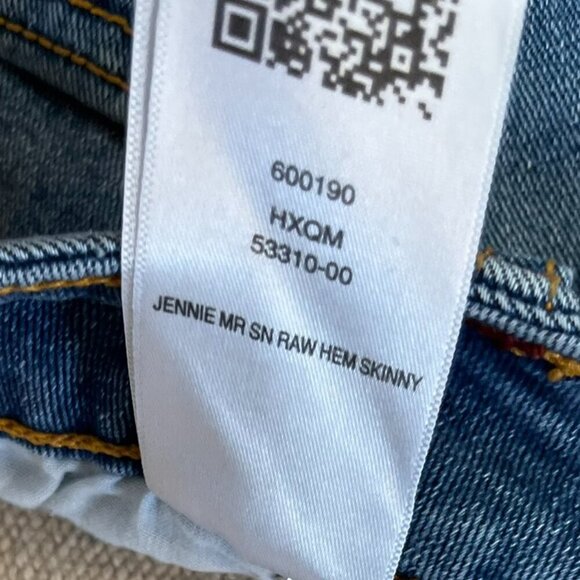 600190
HXQM
53310-00
JENNIE MR SN RAW HEM SKINNY